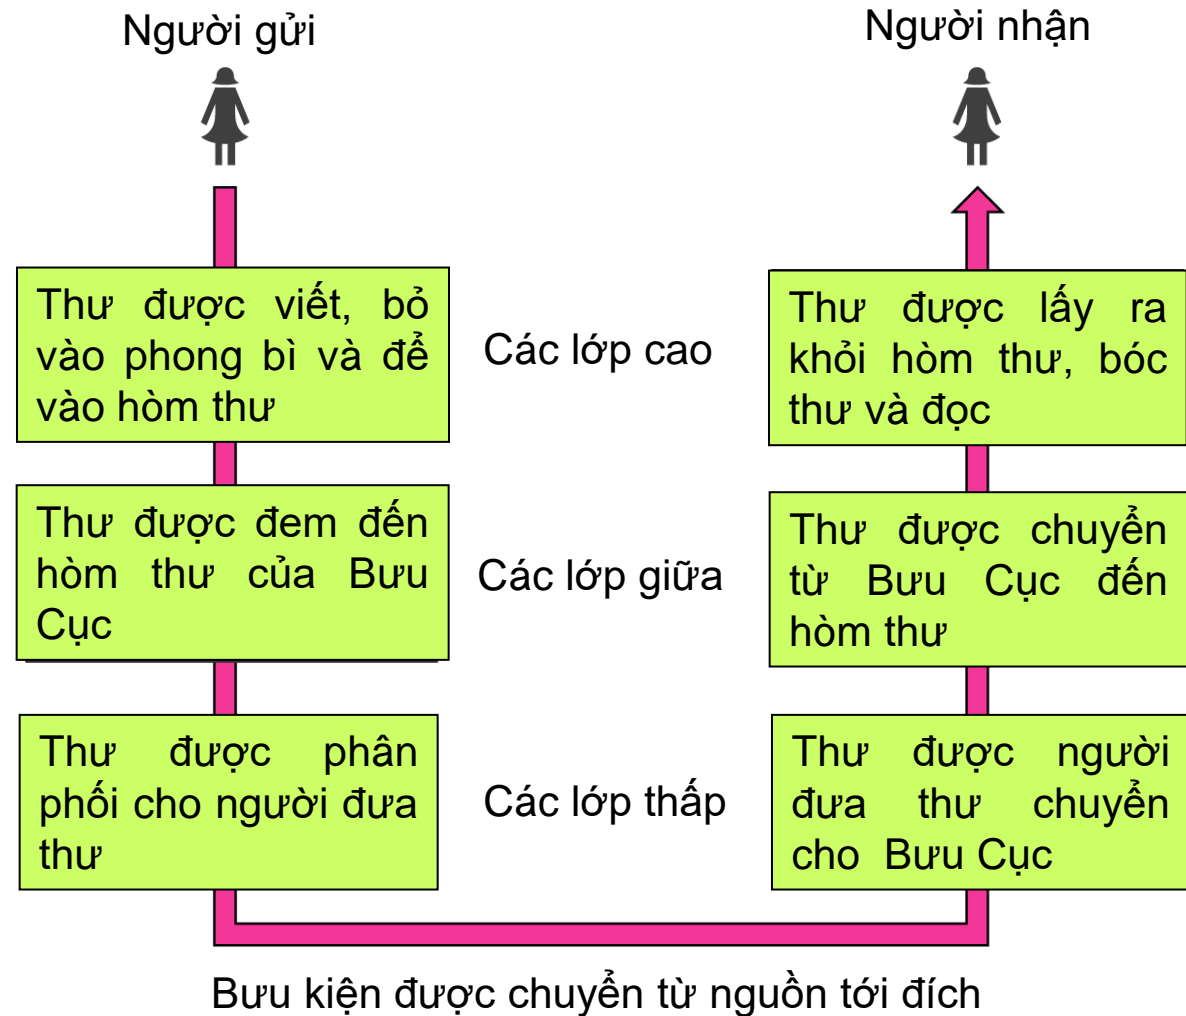 Người gửi
Người nhận
Thư được viết, bỏ
vào phong bì và để
vào hòm thư
Các lớp cao
Thư được lấy ra
khỏi hòm thư, bóc
thư và đọc
Thư được đem đến
hòm thư của Bưu
Cục
Các lớp giữa
Thư được chuyển
từ Bưu Cục đến
hòm thư
Thư được phân
phối cho người đưa
thư
Các lớp thấp
Thư được người
đưa thư chuyển
cho Bưu Cục
Bưu kiện được chuyển từ nguồn tới đích